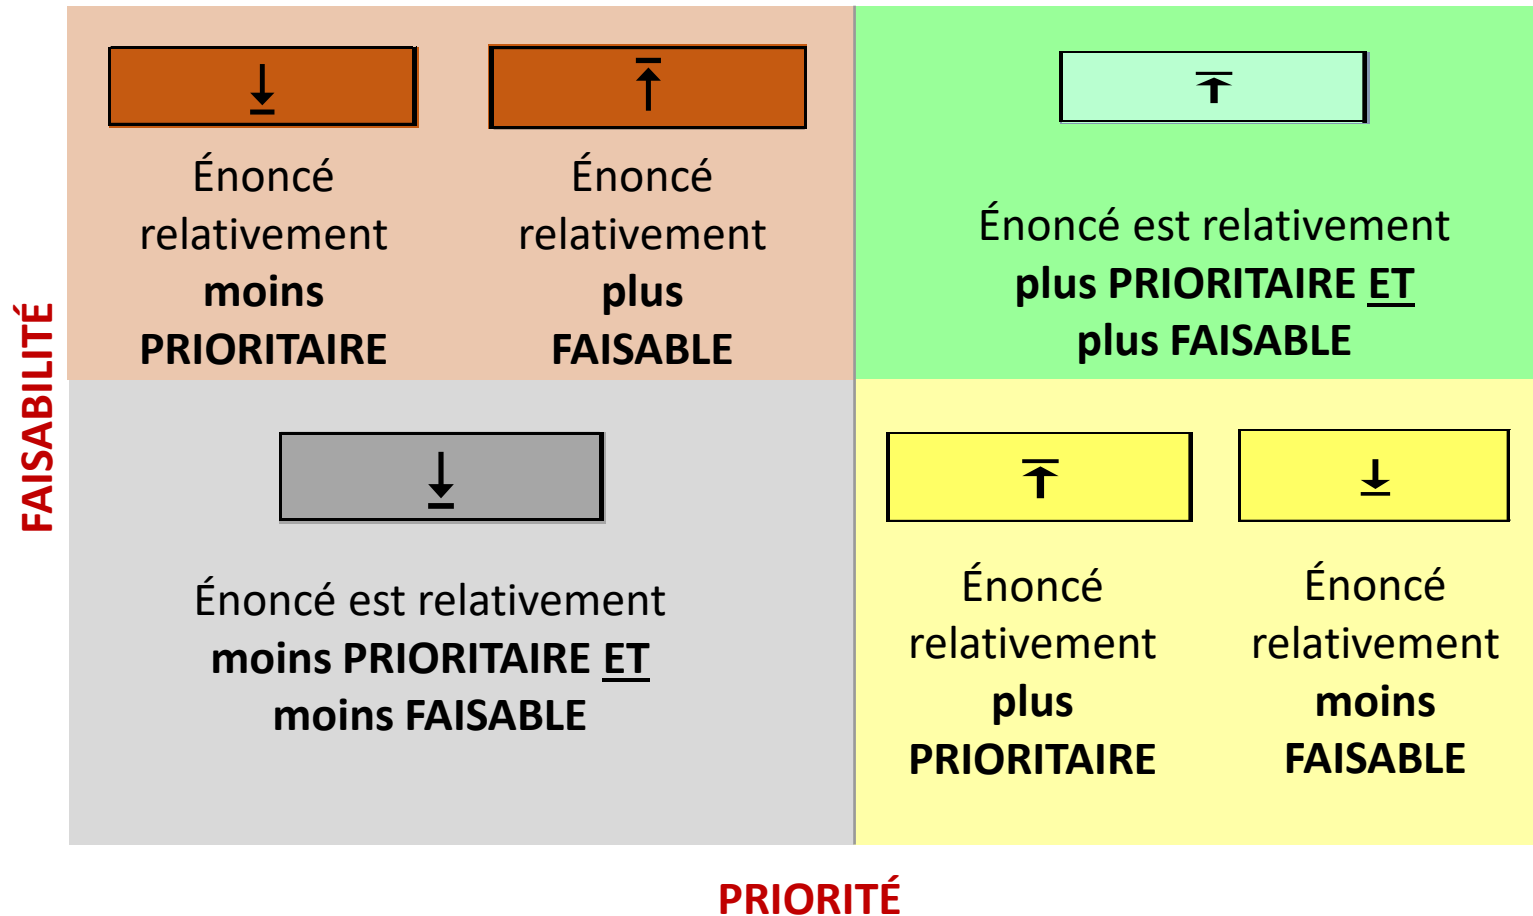 Énoncé
relativement
moins
PRIORITAIRE
Énoncé
relativement
plus
FAISABLE
Énoncé est relativement
plus PRIORITAIRE ET
plus FAISABLE
FAISABILITÉ
Énoncé est relativement
moins PRIORITAIRE ET
moins FAISABLE
Énoncé
relativement
plus
PRIORITAIRE
Énoncé
relativement
moins
FAISABLE
PRIORITÉ